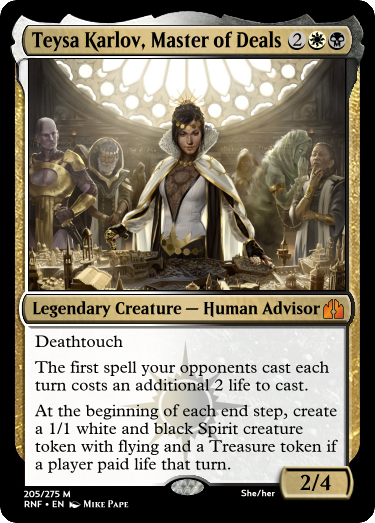 Teysa Karlov, Master of Deals 2
Legendary Creature — Human Advisor
Deathtouch
The first spell your opponents cast each
turn costs an additional 2 life to cast.
At the beginning of each end step, create
a 1/1 white and black Spirit creature
token with flying and a Treasure token if
a player paid life that turn.
2/4
205/275 M
RNF • EN Mike Pape
She/her